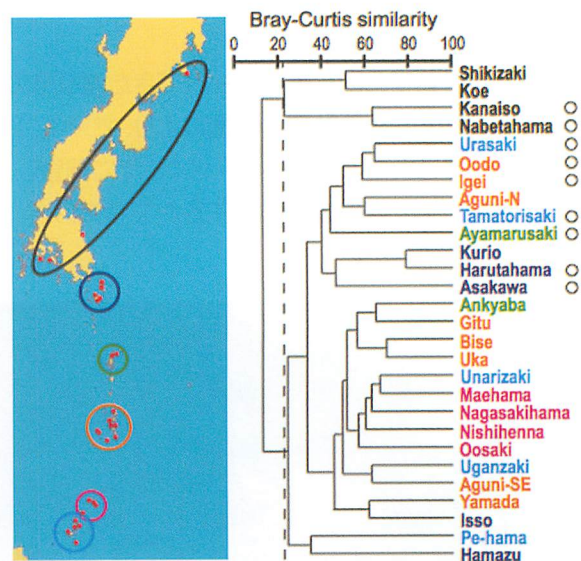 Bray-Curtis similarity
0 20 40 60 80 100
Shikizaki
Koe
Kanaiso
Nabetahama
Urasaki
Oodo
Igei
Aguni-N
Tamatorisaki
Ayamarusaki
Kurio
Harutahama
Asakawa
Ankyaba
Gitu
Bise
Uka
Unarizaki
Maehama
Nagasakihama
Nishihenna
Oosaki
Uganzaki
Aguni-SE
Yamada
Isso
Pe-hama
Hamazu